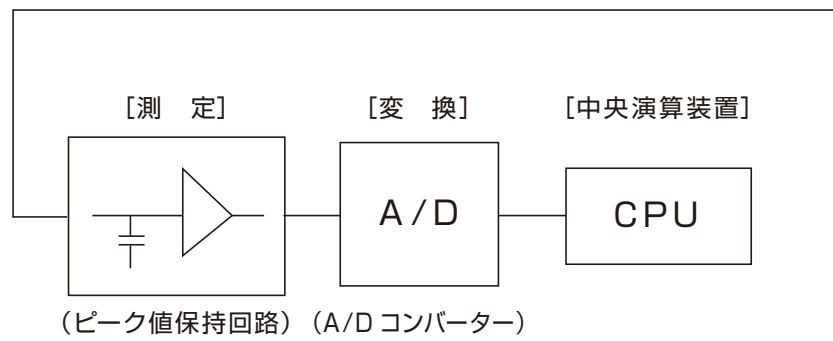 [測　定]
[変　換]
[中央演算装置]
A/D
CPU
(ピーク値保持回路)
(A/Dコンバーター)